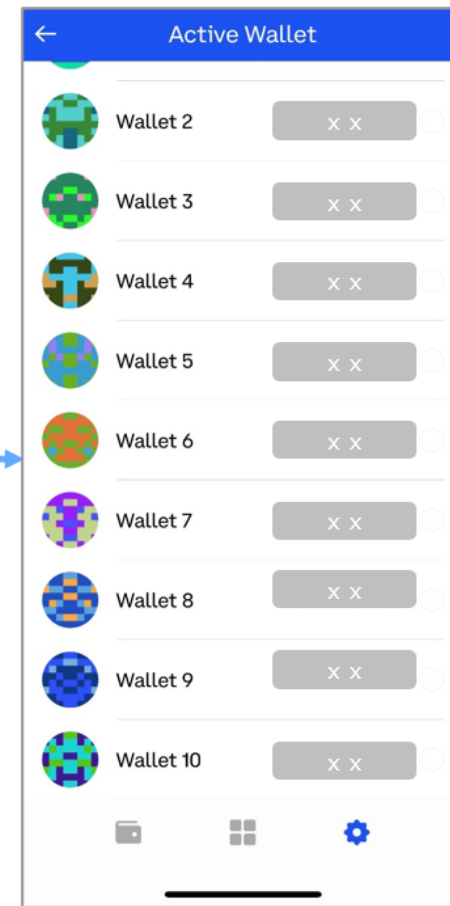 Active Wallet
Wallet 2 x x
Wallet 3 x x
Wallet 4 x x
Wallet 5 x x
Wallet 6 x x
Wallet 7 x x
Wallet 8 x x
Wallet 9 x x
Wallet 10 x x